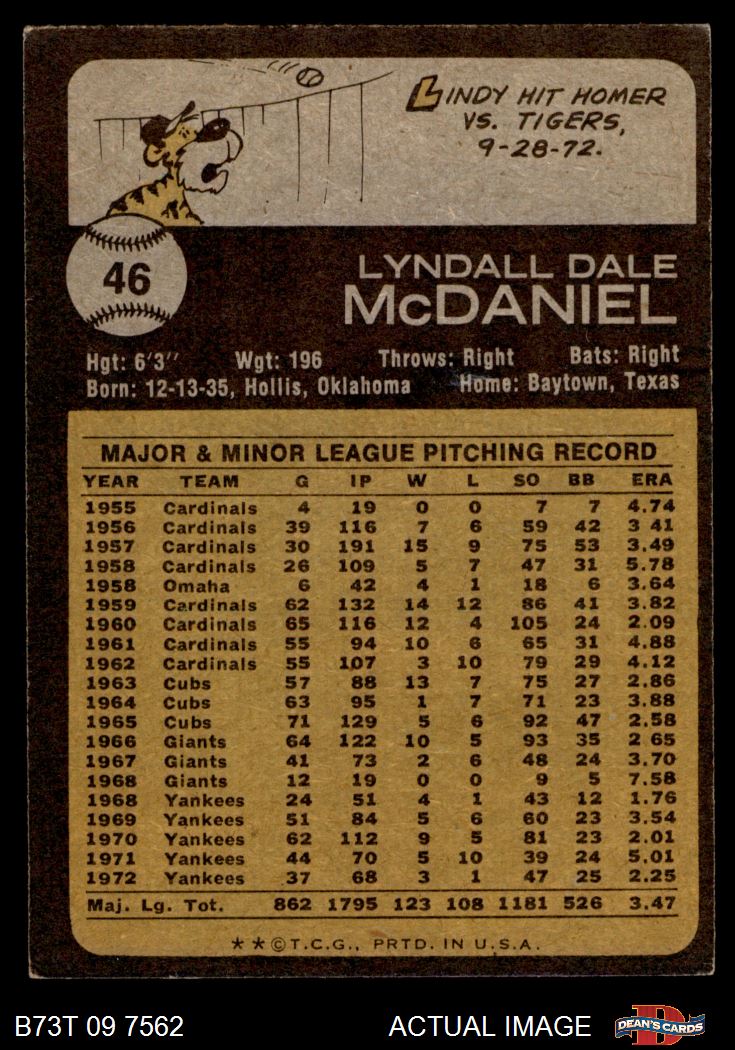 LINDY HIT HOMER
VS. TIGERS,
9-28-72.
46
LYNDALL DALE
McDANIEL
Hgt: 6'3" Wgt: 196 Throws: Right Bats: Right
Born: 12-13-35, Hollis, Oklahoma Home: Baytown, Texas
MAJOR & MINOR LEAGUE PITCHING RECORD
YEAR TEAM G IP W L SO BB ERA
1955 Cardinals 4 19 0 0 7 7 4.74
1956 Cardinals 39 116 7 6 59 42 3 41
1957 Cardinals 30 191 15 9 75 53 3.49
1958 Cardinals 26 109 5 7 47 31 5.78
1958 Omaha 6 42 4 1 18 6 3.64
1959 Cardinals 62 132 14 12 86 41 3.82
1960 Cardinals 65 116 12 4 105 24 2.09
1961 Cardinals 55 94 10 6 65 31 4.88
1962 Cardinals 55 107 3 10 79 29 4.12
1963 Cubs 57 88 13 7 75 27 2.86
1964 Cubs 63 95 1 7 71 23 3.88
1965 Cubs 71 129 5 6 92 47 2.58
1966 Giants 64 122 10 5 93 35 2 65
1967 Giants 41 73 2 6 48 24 3.70
1968 Giants 12 19 0 0 9 5 7.58
1968 Yankees 24 51 4 1 43 12 1.76
1969 Yankees 51 84 5 6 60 23 3.54
1970 Yankees 62 112 9 5 81 23 2.01
1971 Yankees 44 70 5 10 39 24 5.01
1972 Yankees 37 68 3 1 47 25 2.25
Maj. Lg. Tot. 862 1795 123 108 1181 526 3.47
★★©T.C.G., PRTD. IN U.S.A.
B73T 09 7562 ACTUAL IMAGE DEAN'S CARDS